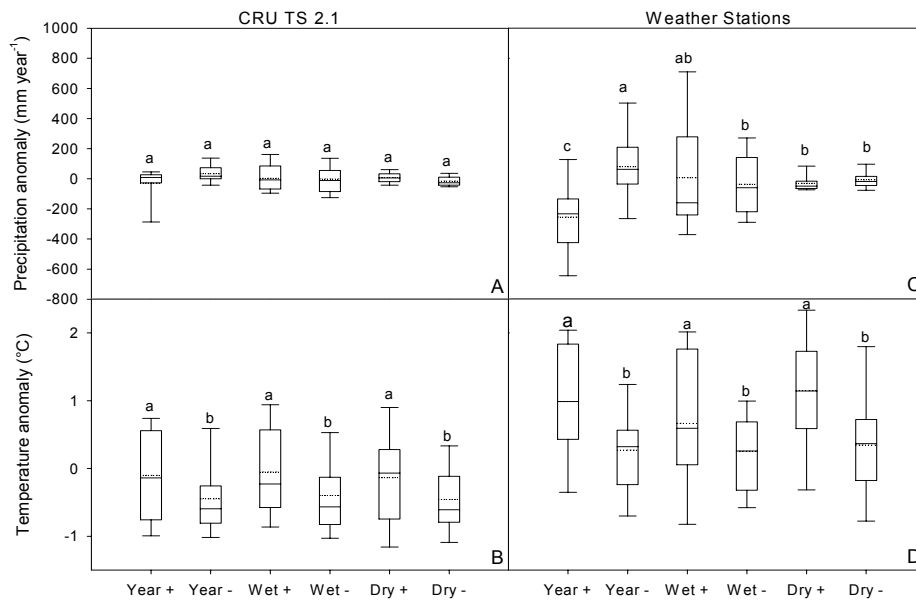 CRU TS 2.1
Weather Stations
Precipitation anomaly (mm year⁻¹)
1000
800
600
400
200
0
-200
-400
-600
-800
a
a
a
a
a
a
A
c
a
ab
b
b
b
C
Temperature anomaly (°C)
2
1
0
-1
a
b
a
b
a
b
B
a
b
a
b
a
b
D
Year +
Year -
Wet +
Wet -
Dry +
Dry -
Year +
Year -
Wet +
Wet -
Dry +
Dry -